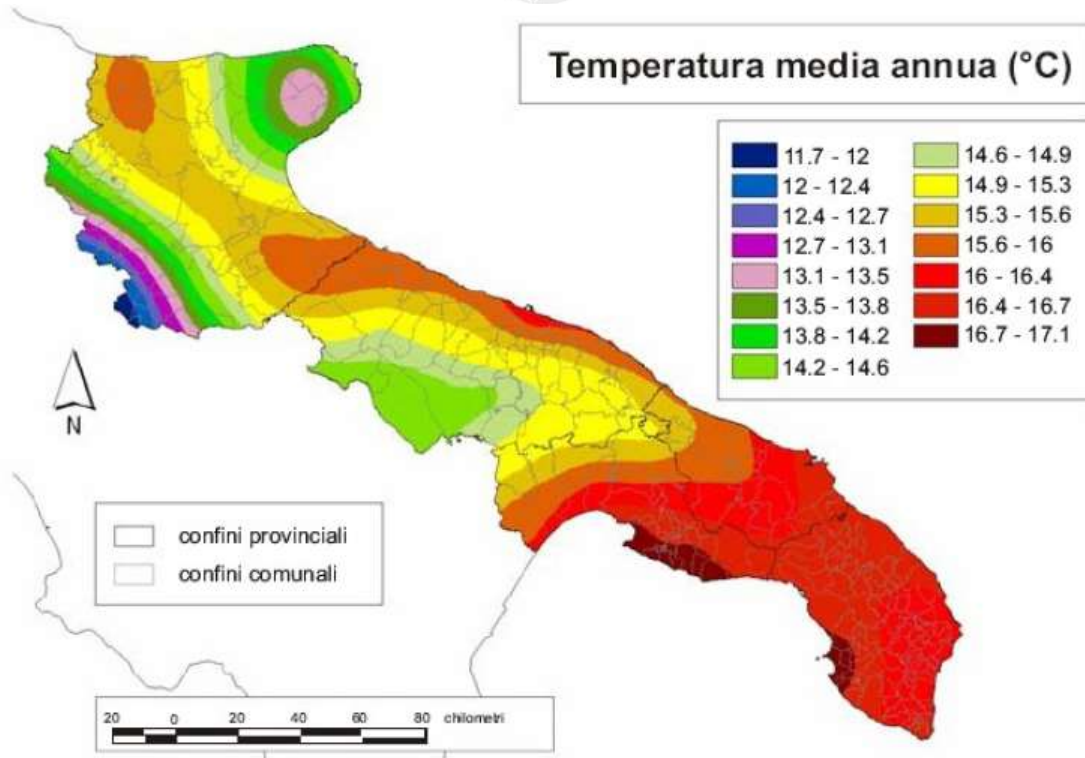 Temperatura media annua (°C)
11.7 - 12
12 - 12.4
12.4 - 12.7
12.7 - 13.1
13.1 - 13.5
13.5 - 13.8
13.8 - 14.2
14.2 - 14.6
14.6 - 14.9
14.9 - 15.3
15.3 - 15.6
15.6 - 16
16 - 16.4
16.4 - 16.7
16.7 - 17.1
N
confini provinciali
confini comunali
20 0 20 40 60 80 chilometri